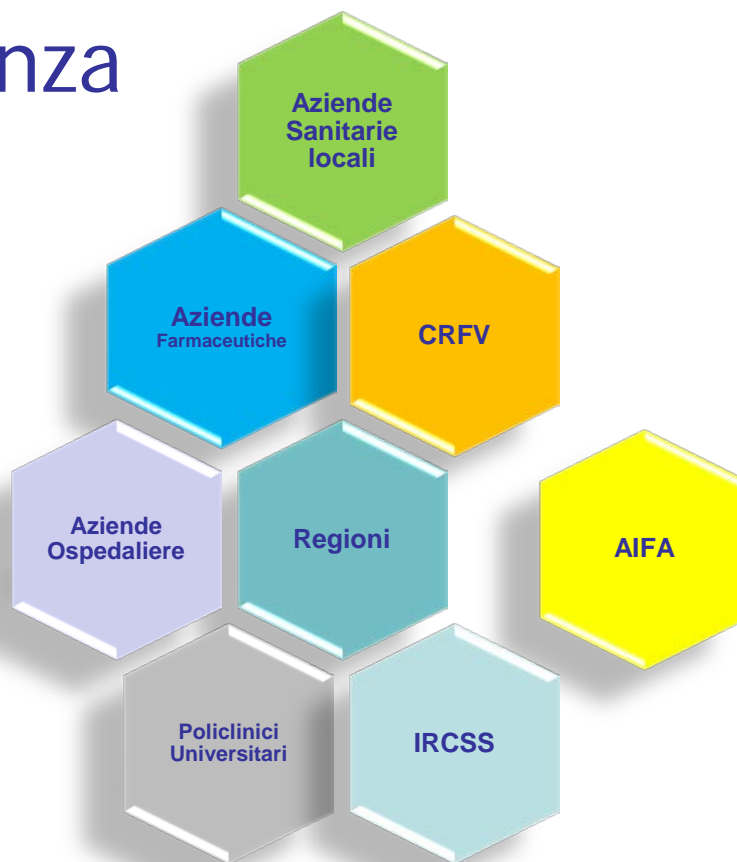 nza
Aziende
Sanitarie
locali
Aziende
Farmaceutiche
CRFV
Aziende
Ospedaliere
Regioni
AIFA
Policlinici
Universitari
IRCSS